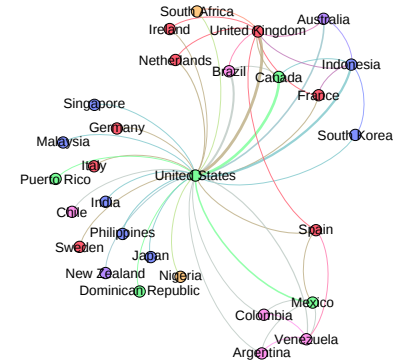 South Africa
Ireland
United Kingdom
Australia
Netherlands
Brazil
Canada
Indonesia
France
Singapore
Germany
Malaysia
South Korea
Italy
Puerto Rico
United States
India
Chile
Philippines
Spain
Sweden
Japan
New Zealand
Nigeria
Dominican Republic
Mexico
Colombia
Venezuela
Argentina